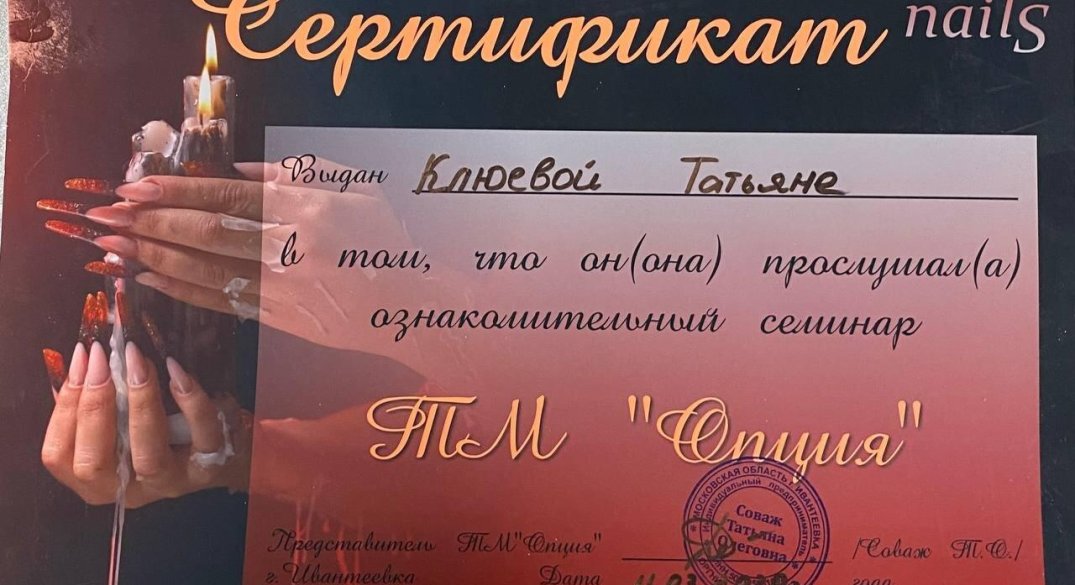 Сертификат
nails
Выдан Клюевой Татьяне
в том, что он(она) прослушал(а)
ознакомительный семинар
ТМ "Опция"
МОСКОВСКАЯ ОБЛАСТЬ г. ИВАНТЕЕВКА
Индивидуальный предприниматель
Соваж
Татьяна
Олеговна
Представитель ТМ"Опция" /Соваж Т.О./
г. Ивантеевка Дата года